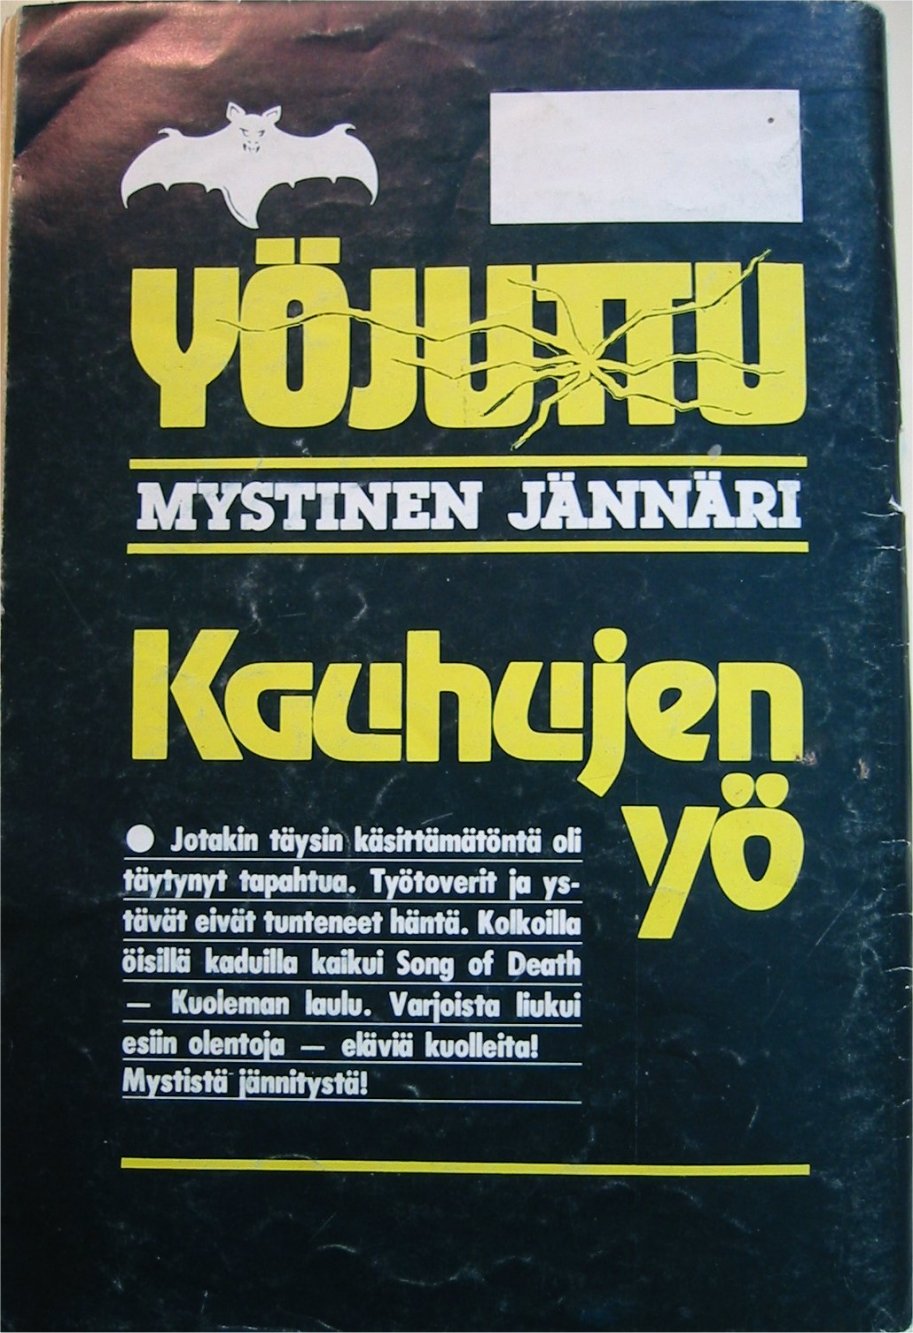 YÖJUTTU
MYSTINEN JÄNNÄRI
Kauhujen
yö
● Jotakin täysin käsittämätöntä oli
täytynyt tapahtua. Työtoverit ja ys-
tävät eivät tunteneet häntä. Kolkoilla
öisillä kaduilla kaikui Song of Death
— Kuoleman laulu. Varjoista liukui
esiin olentoja — eläviä kuolleita!
Mystistä jännitystä!